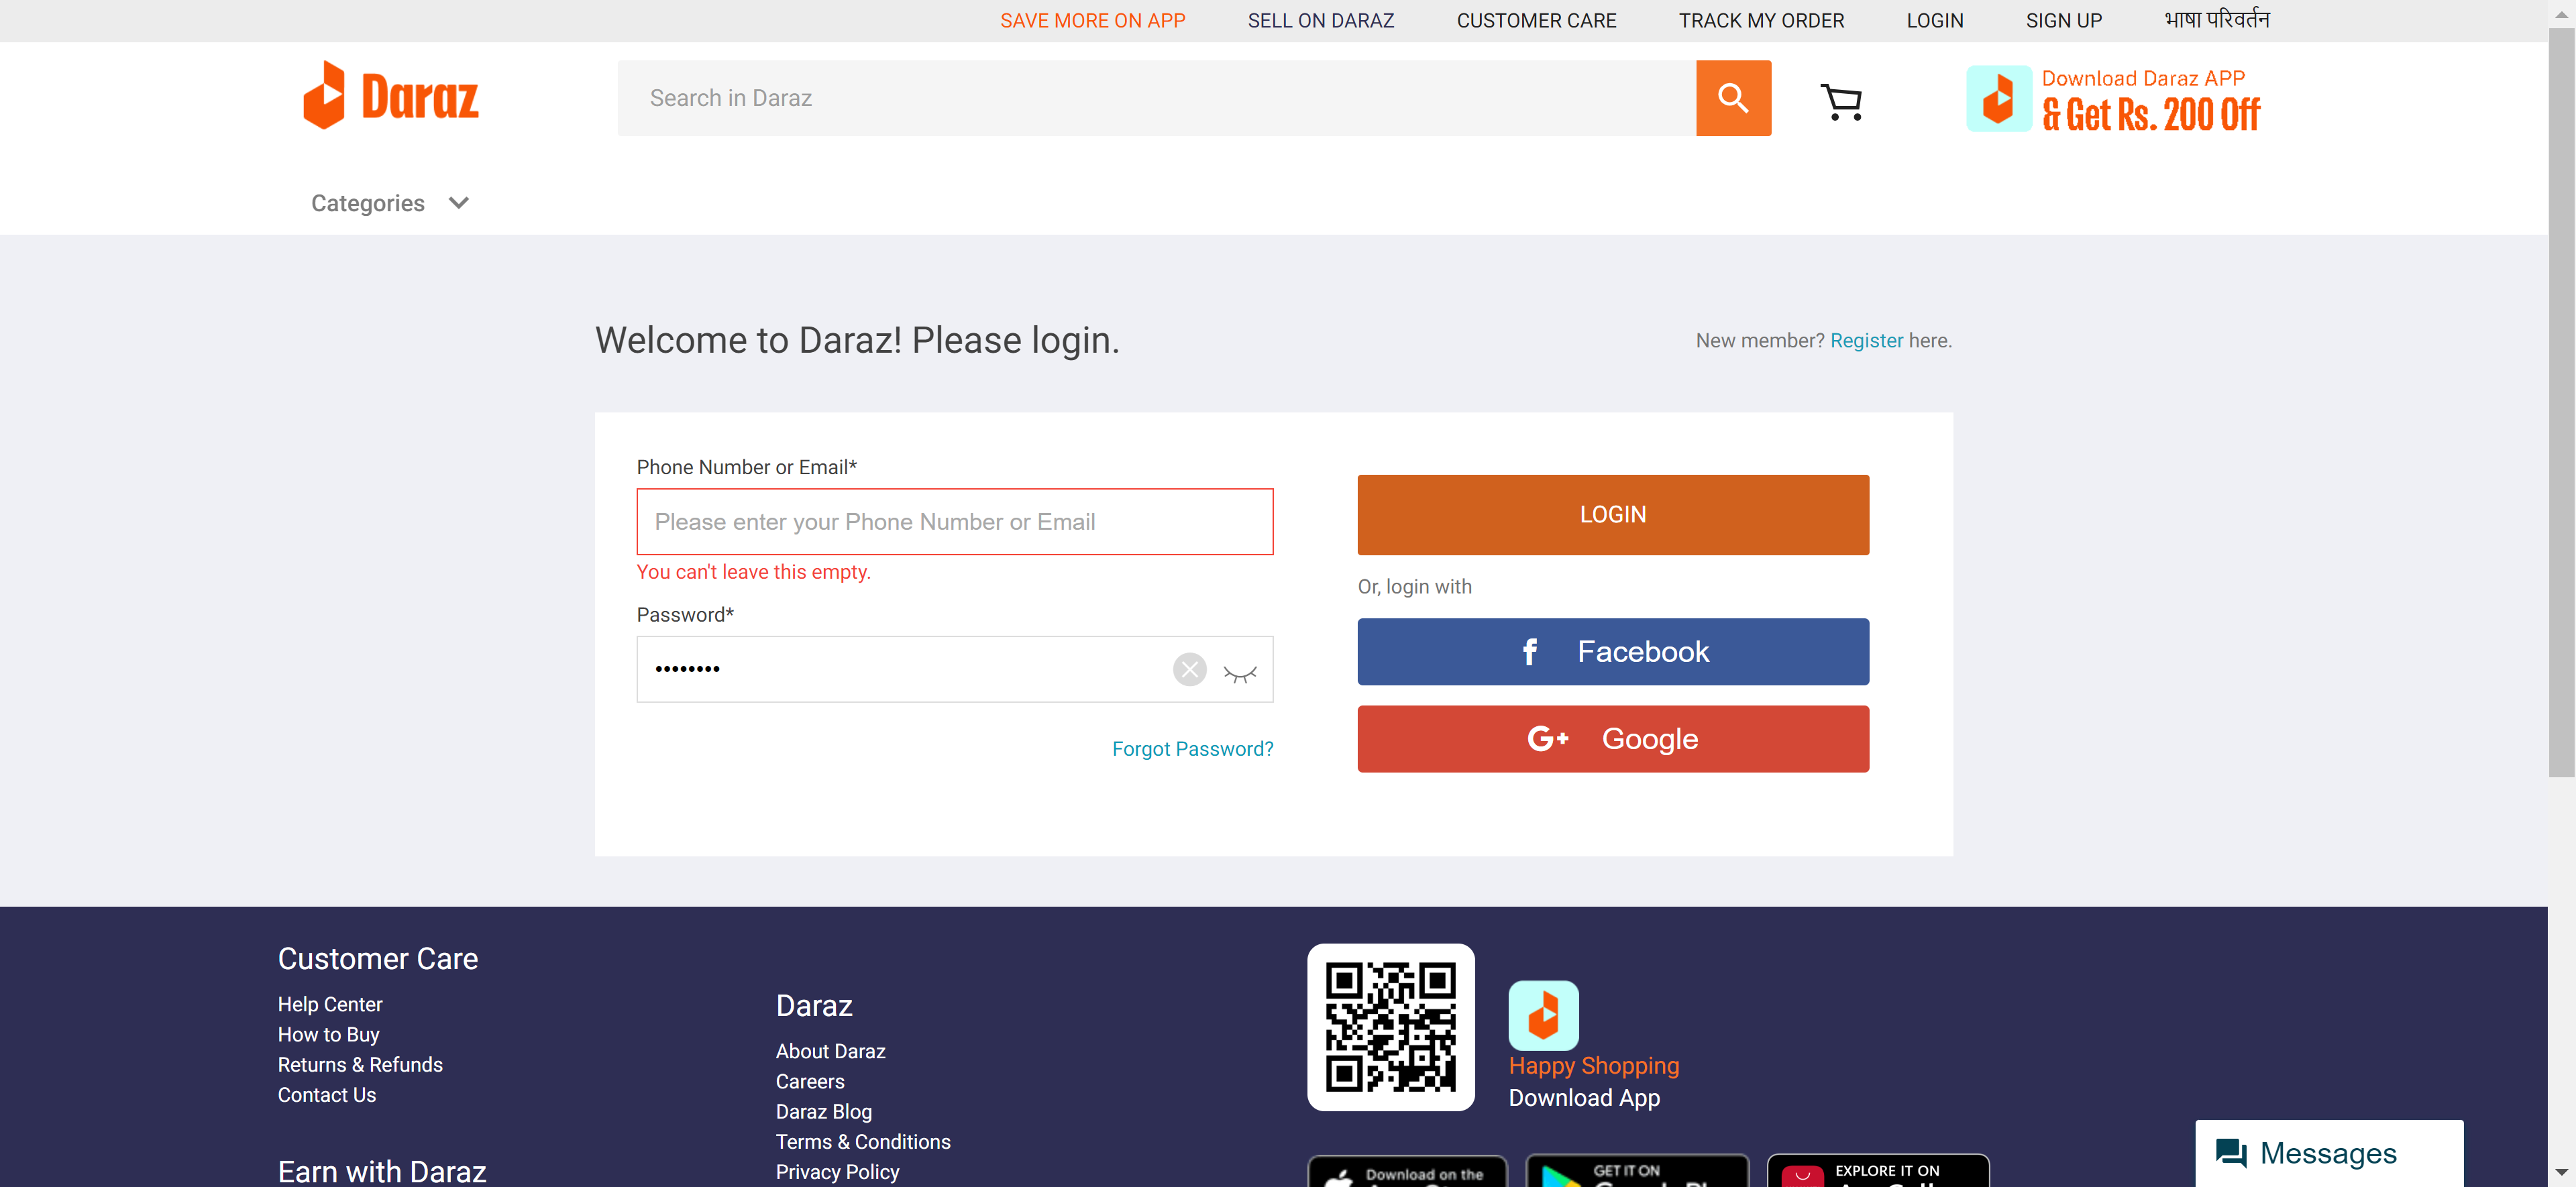 SAVE MORE ON APP SELL ON DARAZ CUSTOMER CARE TRACK MY ORDER LOGIN SIGN UP भाषा परिवर्तन
Daraz
Search in Daraz
Download Daraz APP
& Get Rs. 200 Off
Categories
Welcome to Daraz! Please login.
New member? Register here.
Phone Number or Email*
Please enter your Phone Number or Email
You can't leave this empty.
Password*
••••••••
Forgot Password?
LOGIN
Or, login with
f Facebook
G+ Google
Customer Care
Help Center
How to Buy
Returns & Refunds
Contact Us
Earn with Daraz
Daraz
About Daraz
Careers
Daraz Blog
Terms & Conditions
Privacy Policy
Happy Shopping
Download App
Download on the
GET IT ON
EXPLORE IT ON
Messages